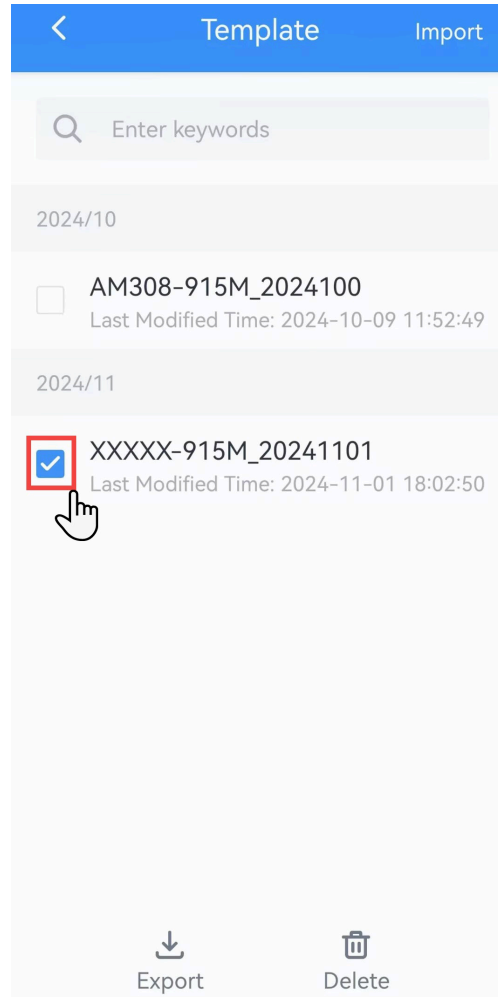 Template
Import
Enter keywords
2024/10
AM308-915M_2024100
Last Modified Time: 2024-10-09 11:52:49
2024/11
XXXXX-915M_20241101
Last Modified Time: 2024-11-01 18:02:50
Export
Delete